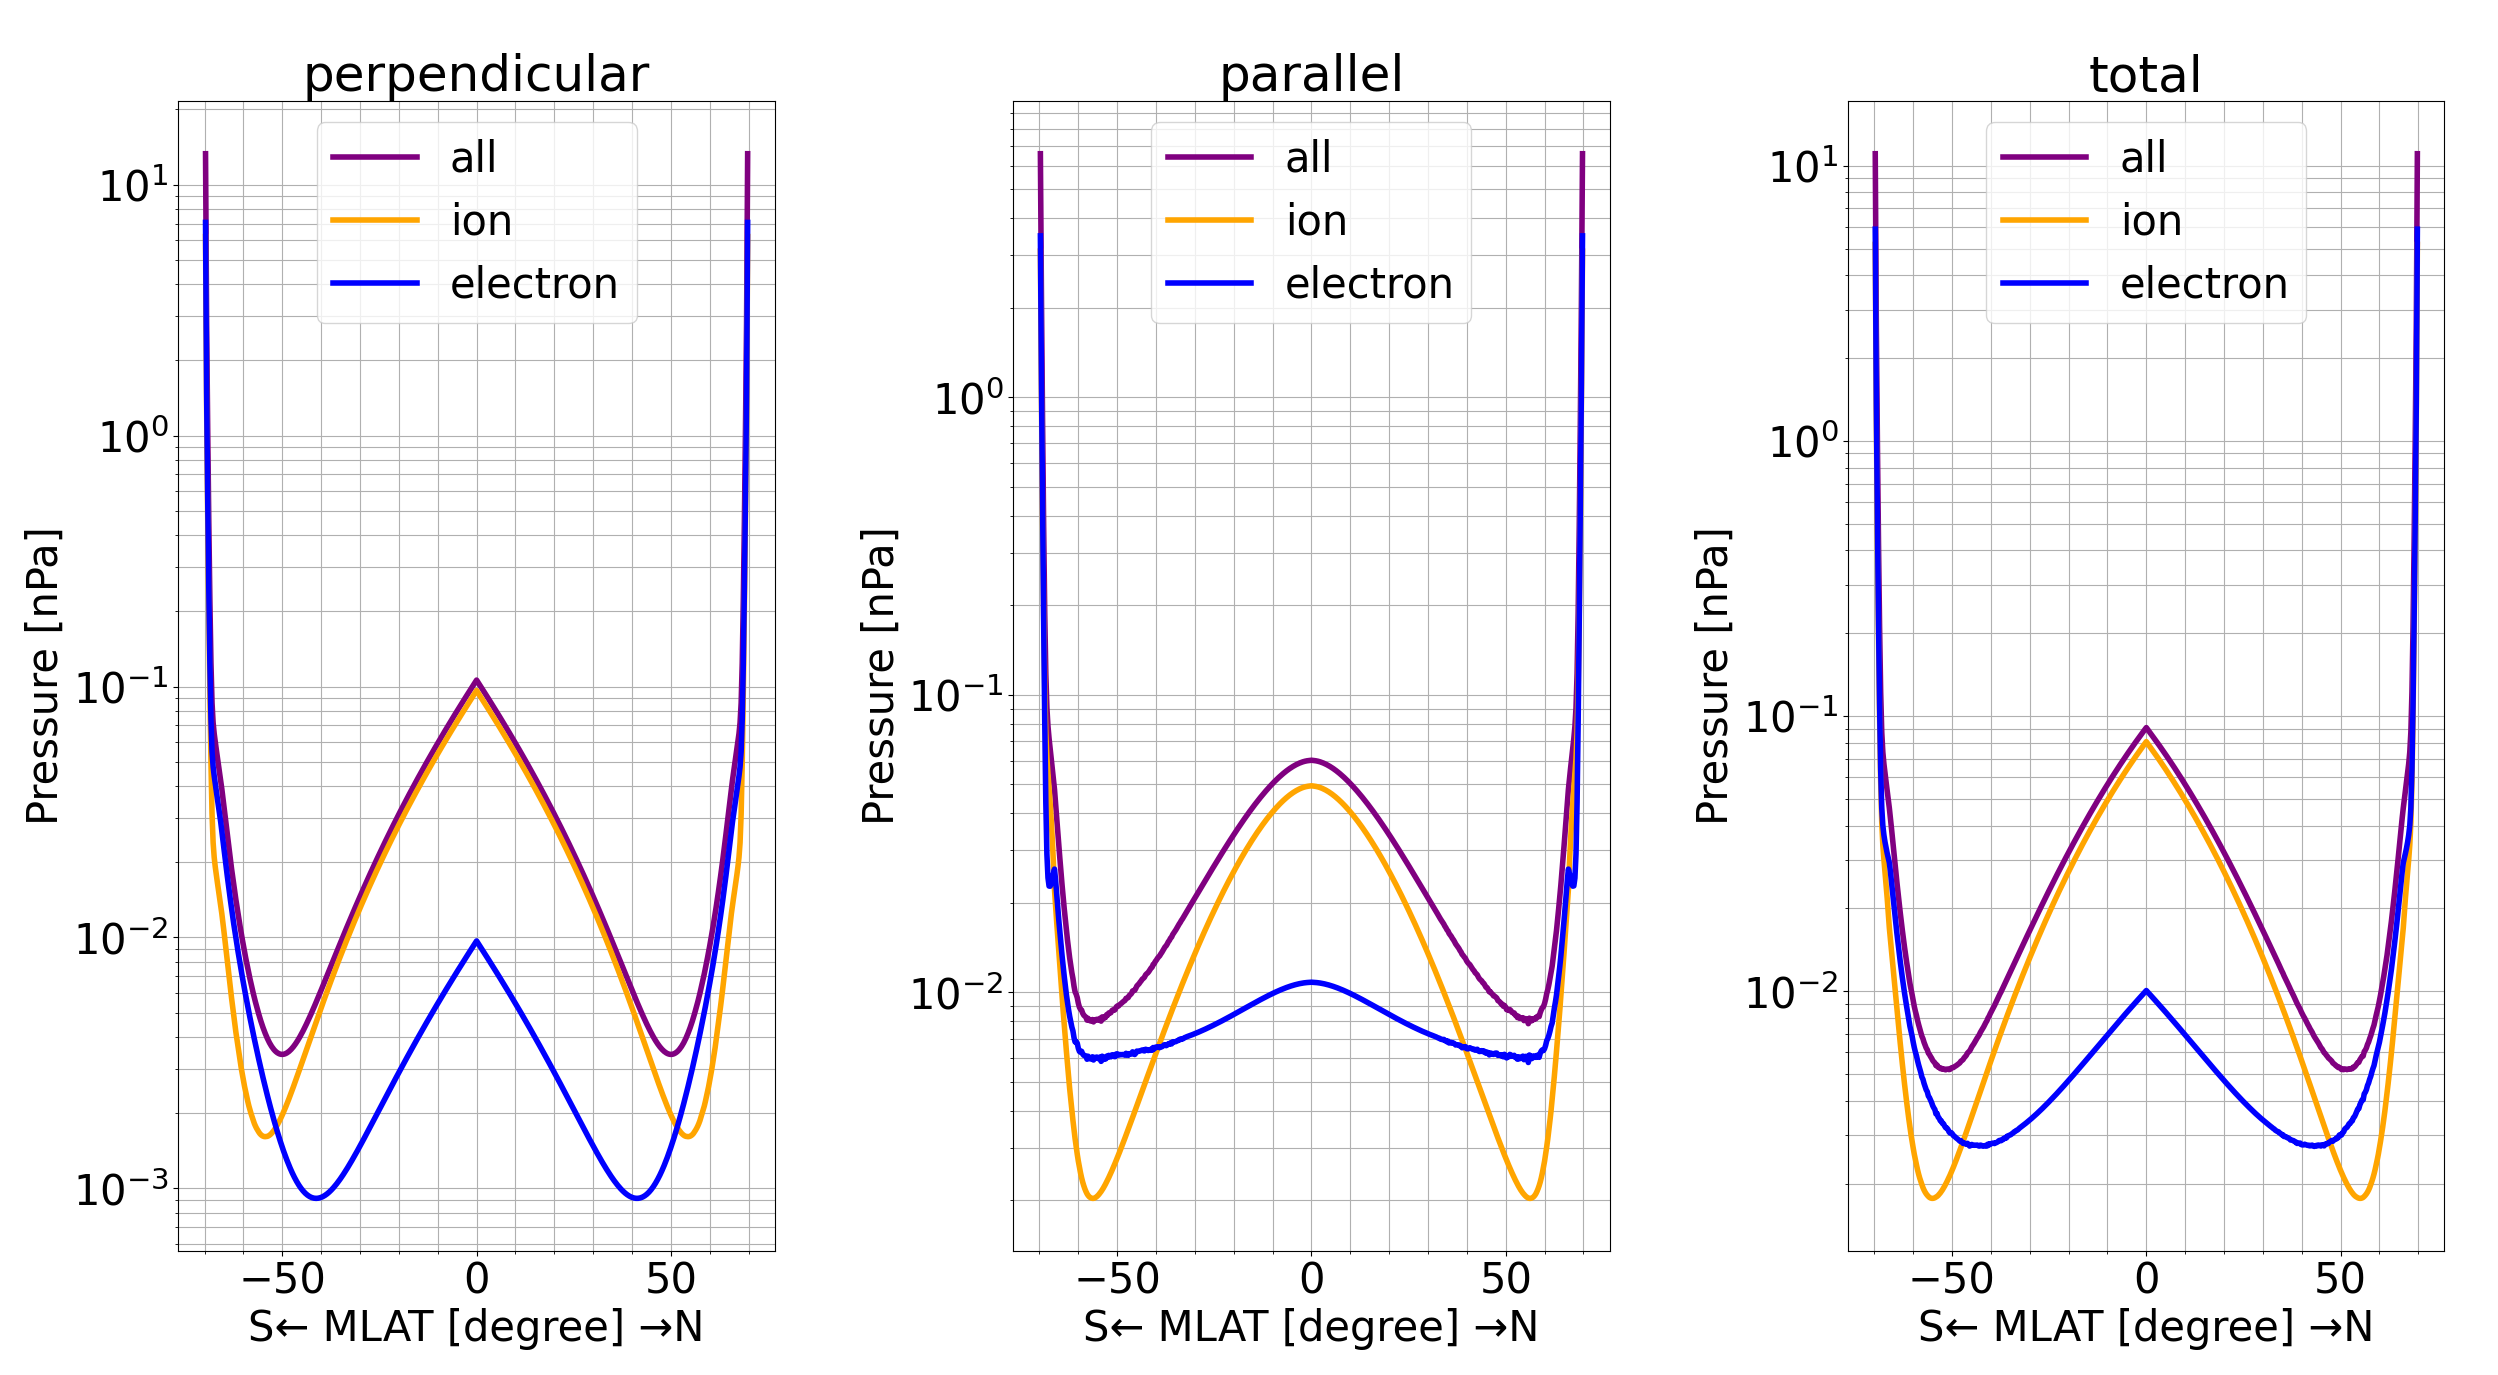 perpendicular
all
ion
electron
10¹
10⁰
10⁻¹
10⁻²
10⁻³
Pressure [nPa]
−50 0 50
S← MLAT [degree] →N
parallel
all
ion
electron
10⁰
10⁻¹
10⁻²
Pressure [nPa]
−50 0 50
S← MLAT [degree] →N
total
all
ion
electron
10¹
10⁰
10⁻¹
10⁻²
Pressure [nPa]
−50 0 50
S← MLAT [degree] →N